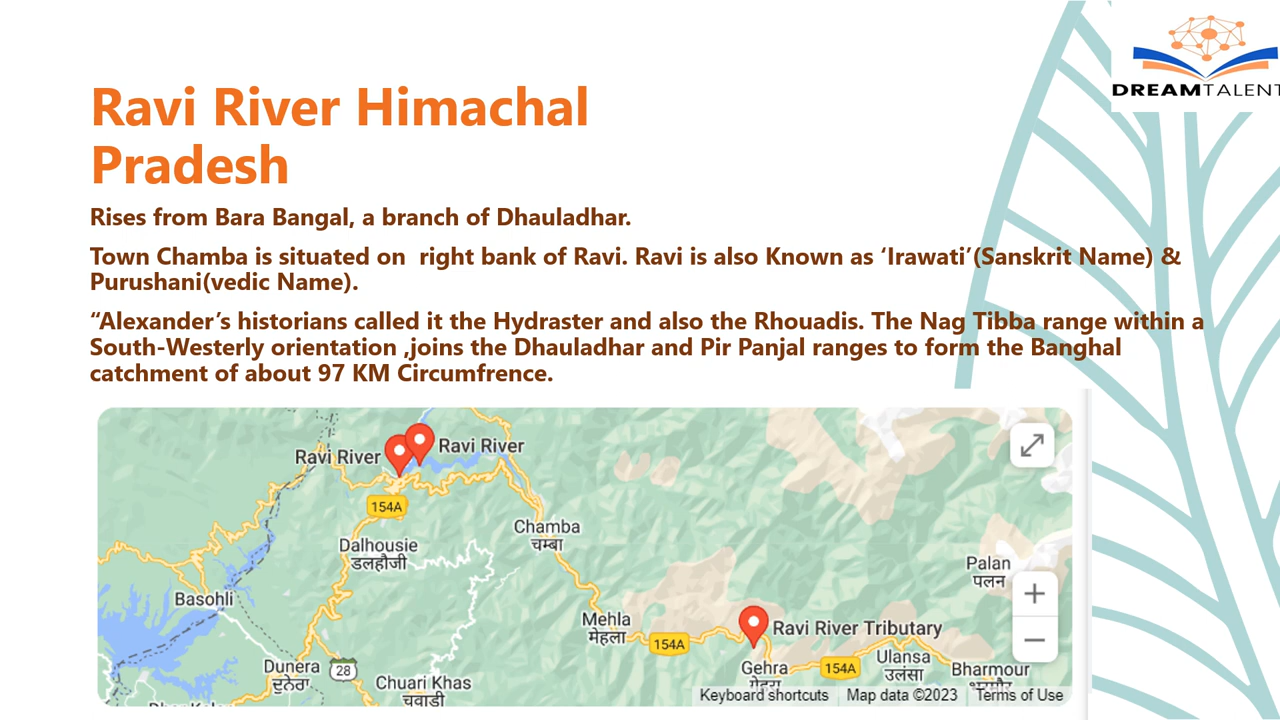 DREAMTALENT
Ravi River Himachal
Pradesh
Rises from Bara Bangal, a branch of Dhauladhar.
Town Chamba is situated on  right bank of Ravi. Ravi is also Known as ‘Irawati’(Sanskrit Name) &
Purushani(vedic Name).
“Alexander’s historians called it the Hydraster and also the Rhouadis. The Nag Tibba range within a
South-Westerly orientation ,joins the Dhauladhar and Pir Panjal ranges to form the Banghal
catchment of about 97 KM Circumfrence.
Ravi River
Ravi River
154A
Chamba
चम्बा
Dalhousie
डलहौजी
Palan
पलन
Basohli
Mehla
मेहला
Ravi River Tributary
154A
Gehra
154A
Ulansa
उलंसा
Bharmour
Dunera
ਦੁਨੇਰਾ
28
Chuari Khas
चुवाड़ी
Keyboard shortcuts
Map data ©2023
Terms of Use